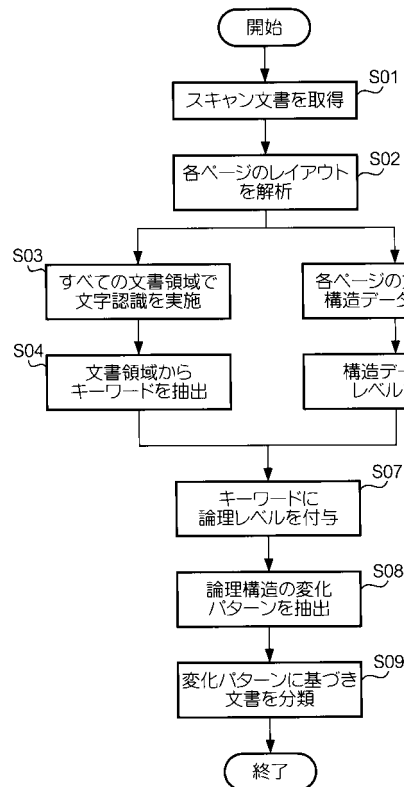 開始
S01
スキャン文書を取得
S02
各ページのレイアウト
を解析
S03
すべての文書領域で
文字認識を実施
S04
文書領域から
キーワードを抽出
各ページの
構造データ
構造デー
レベル
S07
キーワードに
論理レベルを付与
S08
論理構造の変化
パターンを抽出
S09
変化パターンに基づき
文書を分類
終了